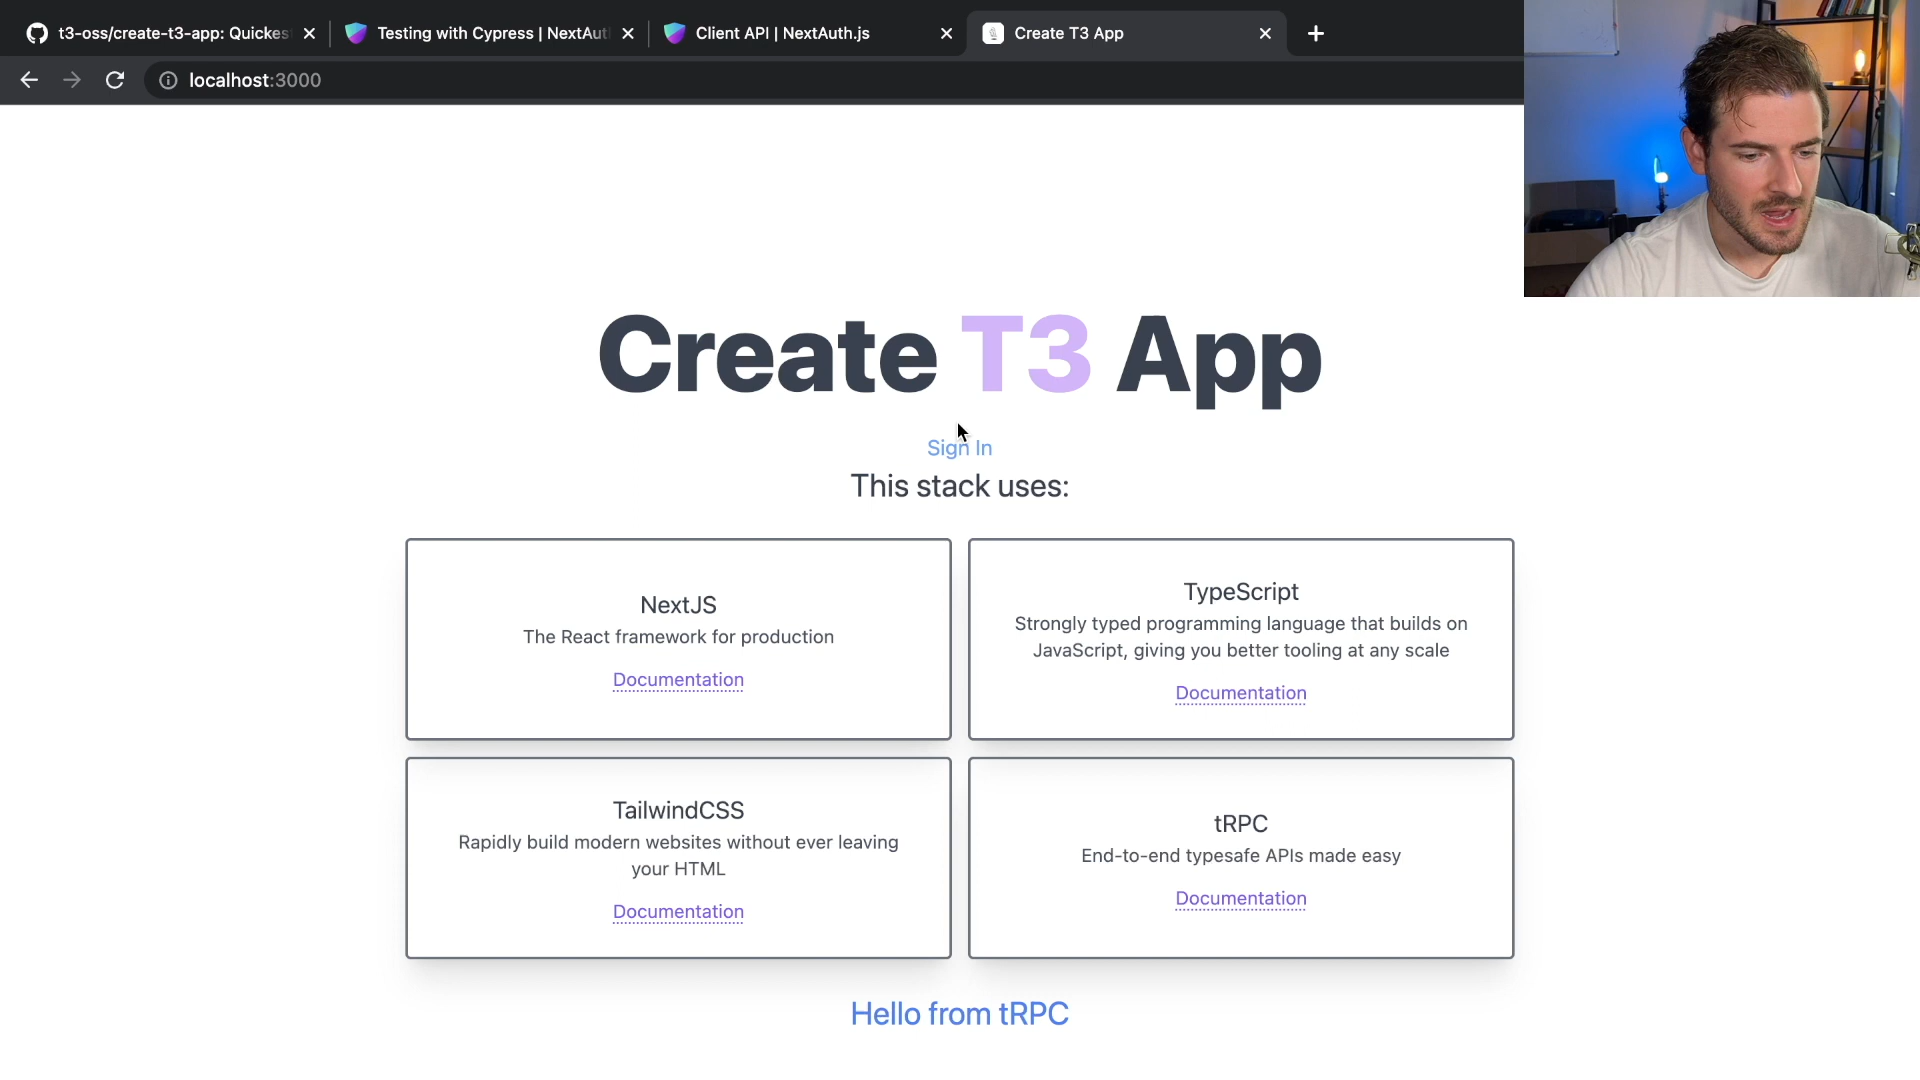 t3-oss/create-t3-app: Quickes
Testing with Cypress | NextAut
Client API | NextAuth.js
Create T3 App
localhost:3000
Create T3 App
Sign In
This stack uses:
NextJS
The React framework for production
Documentation
TypeScript
Strongly typed programming language that builds on
JavaScript, giving you better tooling at any scale
Documentation
TailwindCSS
Rapidly build modern websites without ever leaving
your HTML
Documentation
tRPC
End-to-end typesafe APIs made easy
Documentation
Hello from tRPC